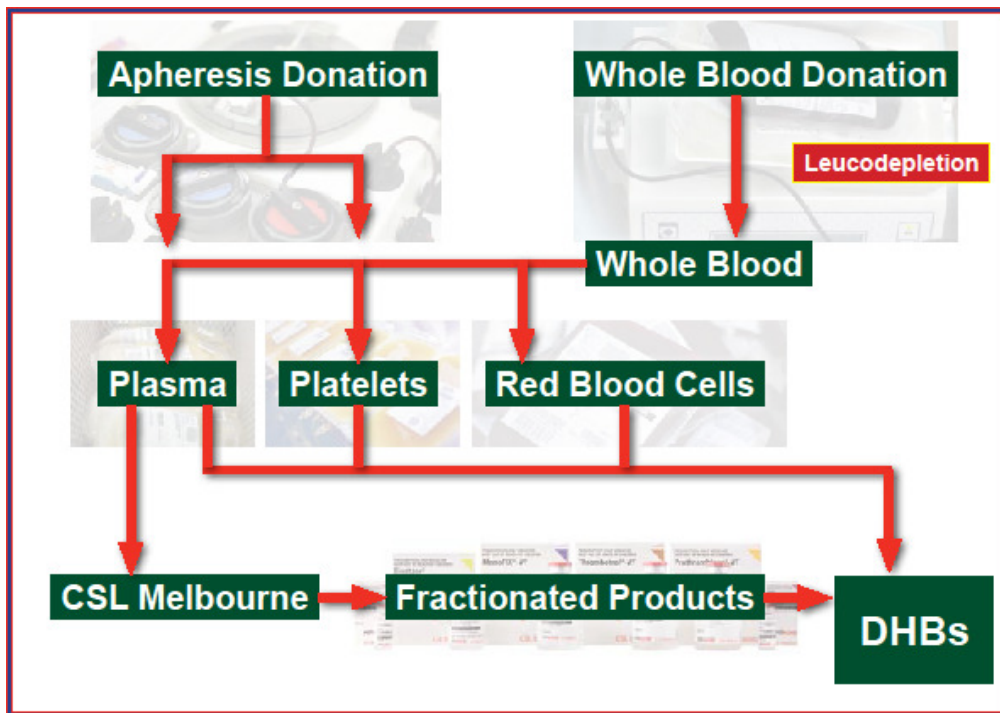 Apheresis Donation
Whole Blood Donation
Leucodepletion
Whole Blood
Plasma
Platelets
Red Blood Cells
CSL Melbourne
Fractionated Products
DHBs